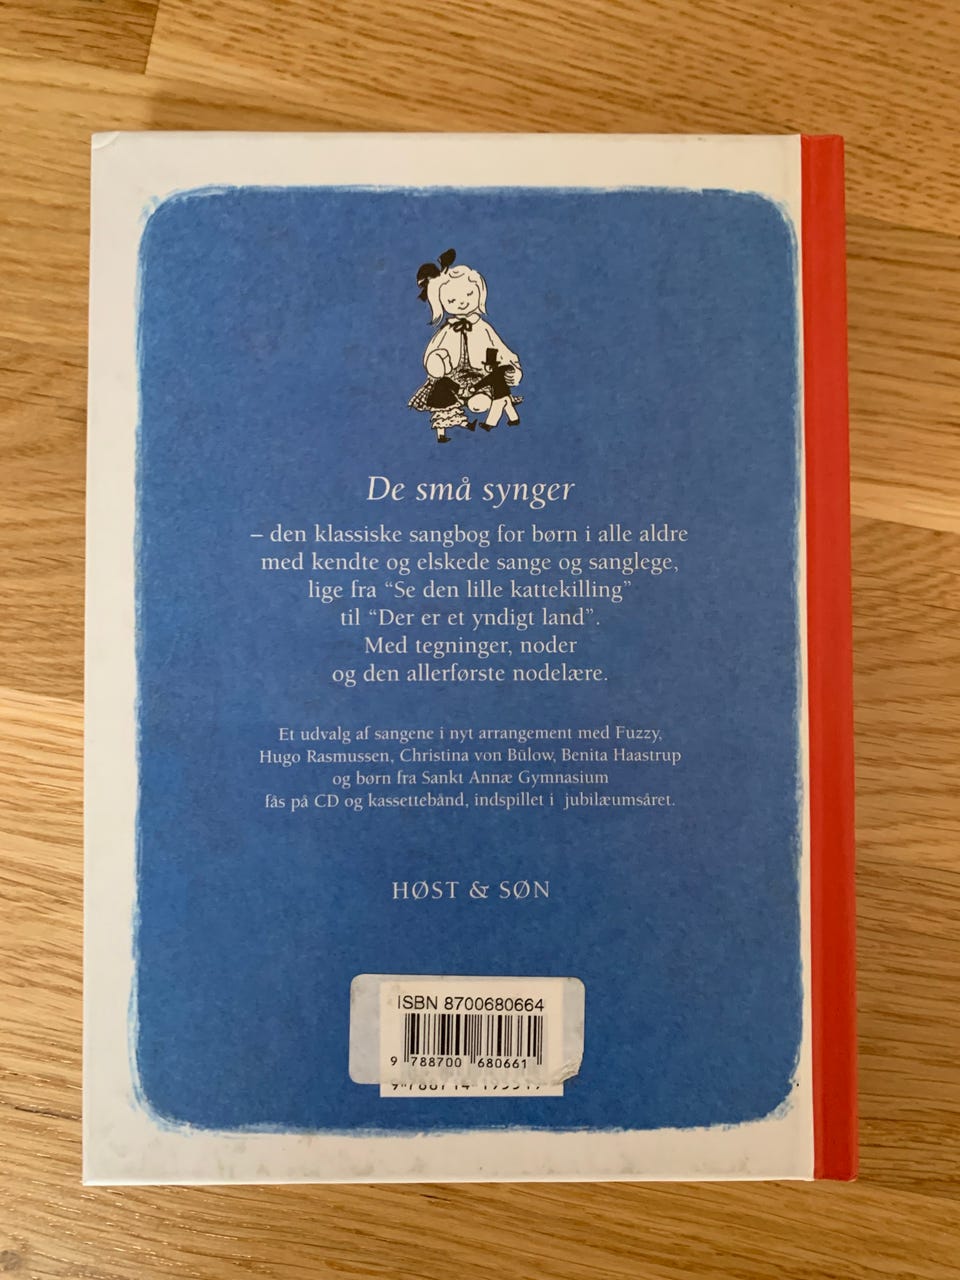 De små synger
– den klassiske sangbog for børn i alle aldre
med kendte og elskede sange og sanglege,
lige fra “Se den lille kattekilling”
til “Der er et yndigt land”.
Med tegninger, noder
og den allerførste nodelære.
Et udvalg af sangene i nyt arrangement med Fuzzy,
Hugo Rasmussen, Christina von Bülow, Benita Haastrup
og børn fra Sankt Annæ Gymnasium
fås på CD og kassettebånd, indspillet i jubilæumsåret.
HØST & SØN
ISBN 8700680664
9 788700 680661